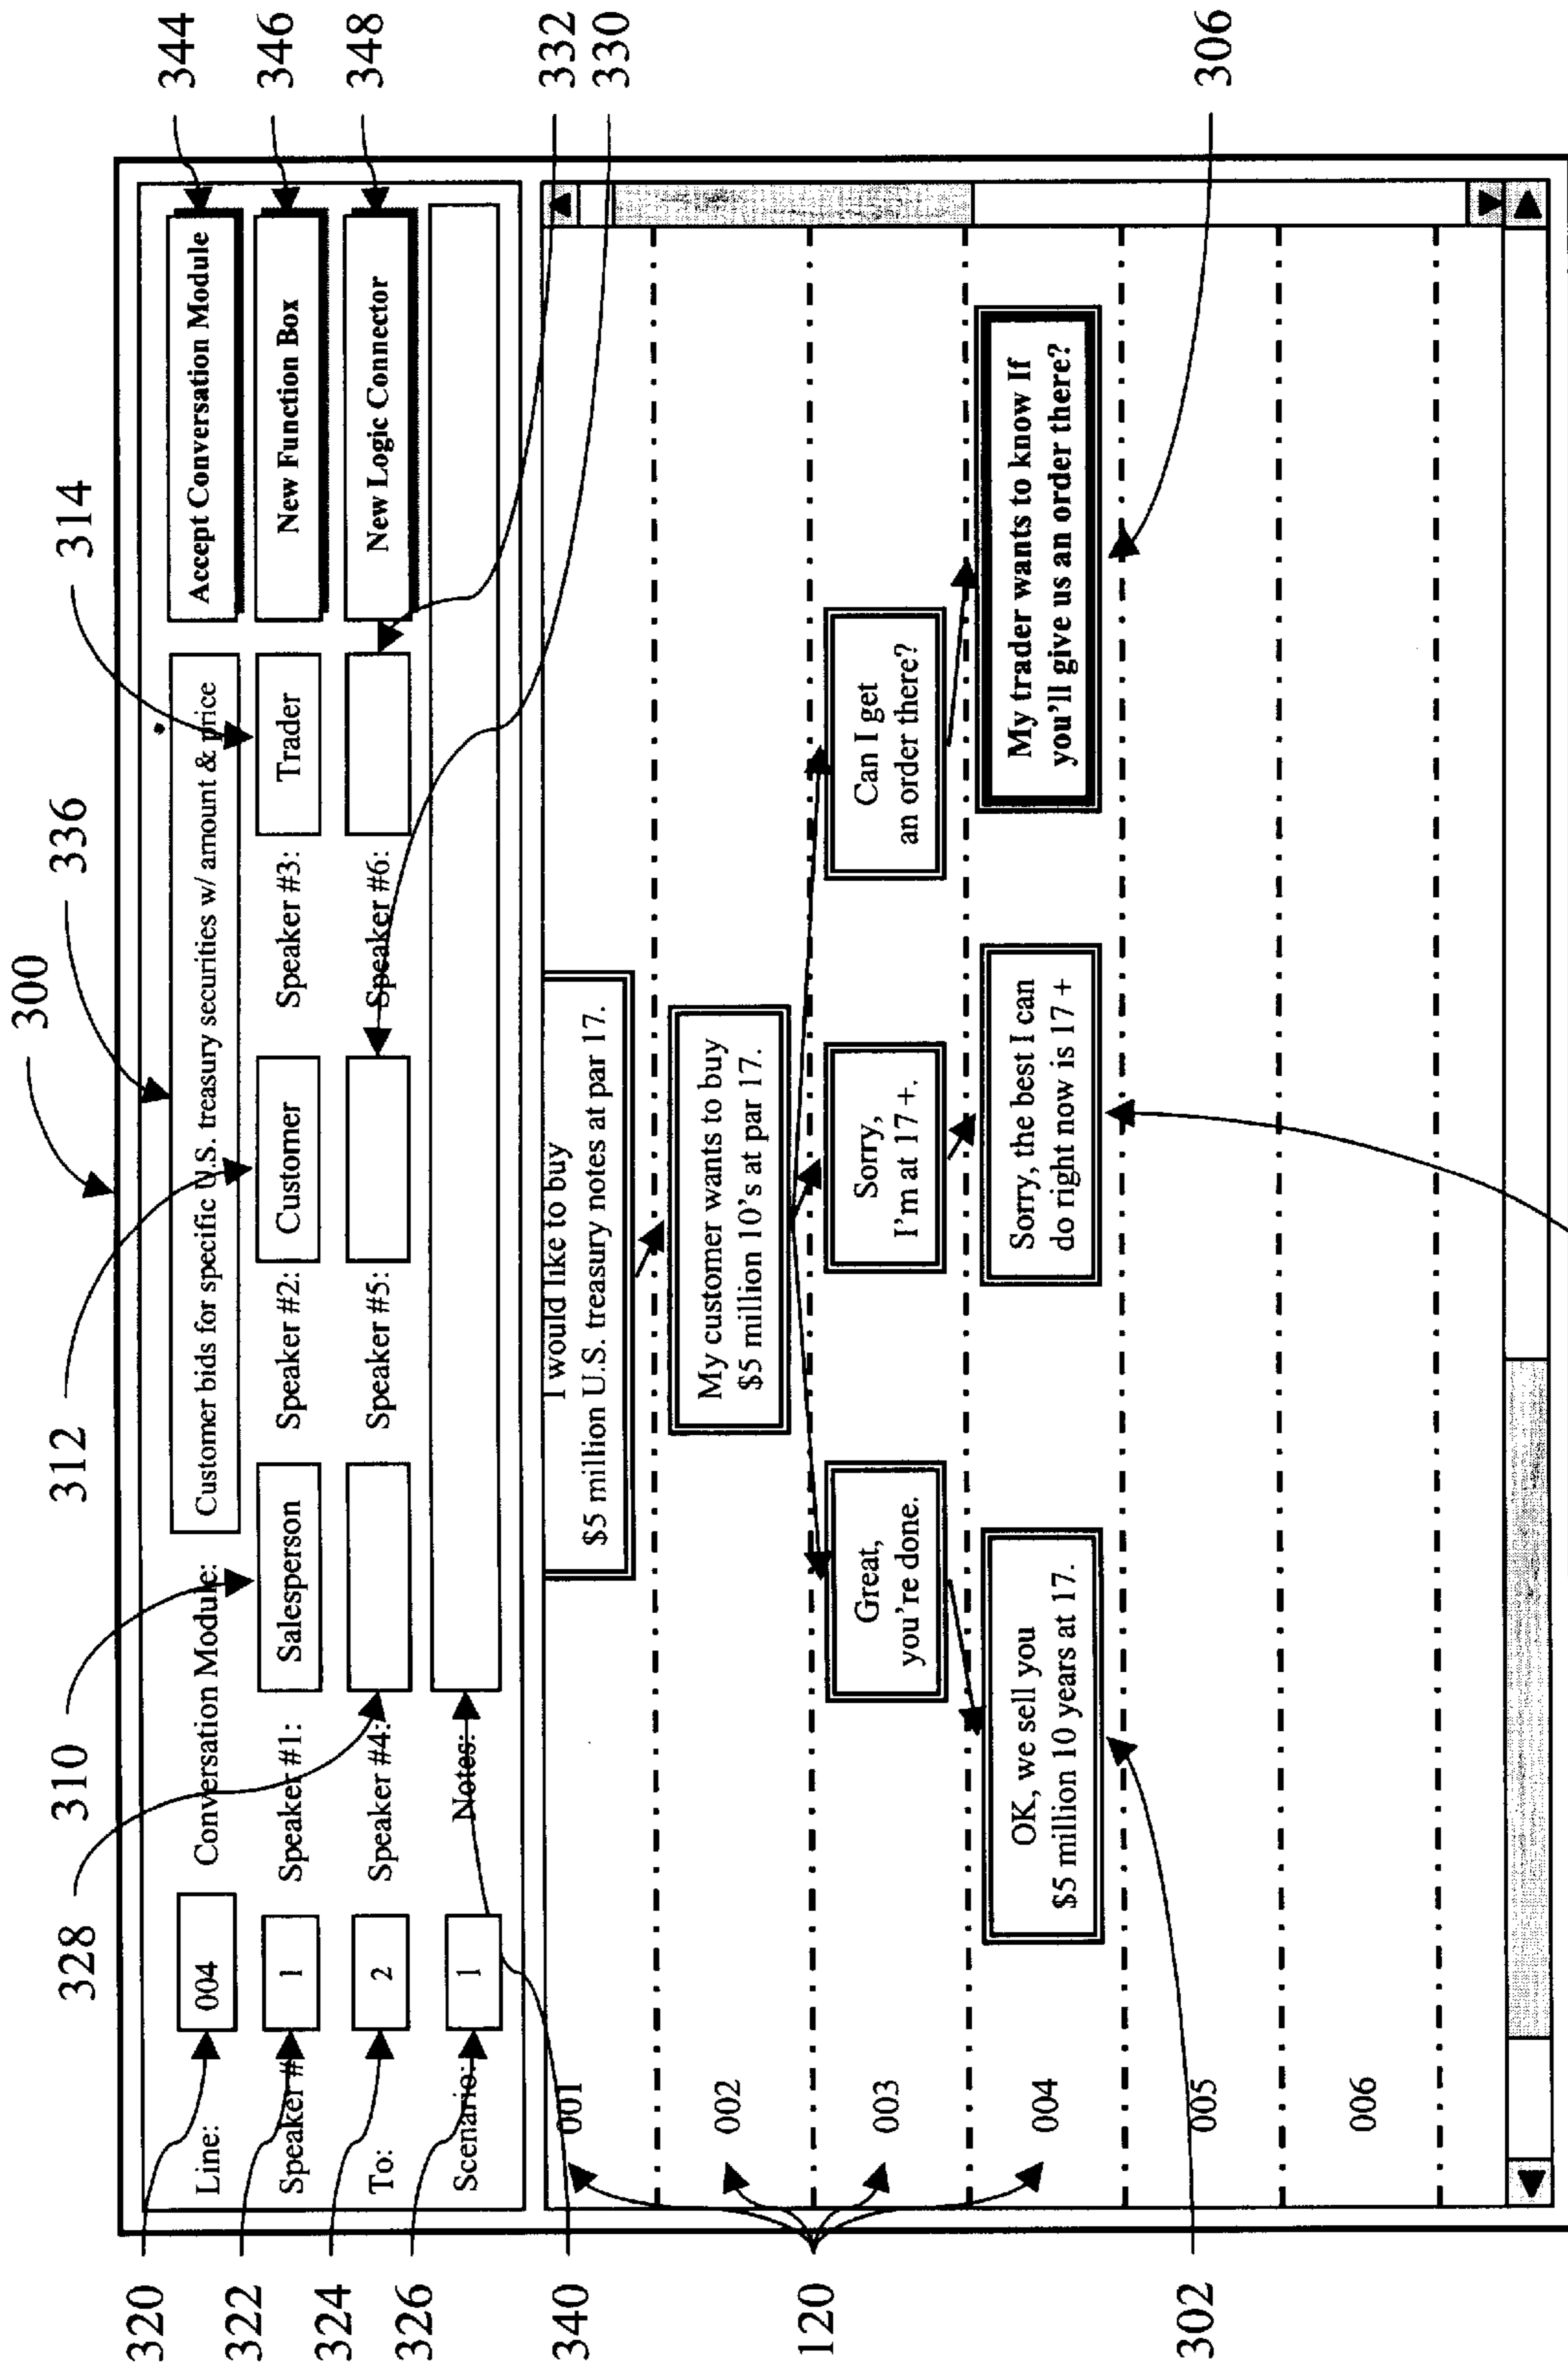 300
336
312
314
310
328
344
346
348
332
330
320
322
324
326
340
120
302
306
Line:
004
Conversation Module:
Customer bids for specific U.S. treasury securities w/ amount & price
Accept Conversation Module
Speaker #
1
Speaker #1:
Salesperson
Speaker #2:
Customer
Speaker #3:
Trader
New Function Box
To:
2
Speaker #4:
Speaker #5:
Speaker #6:
New Logic Connector
Scenario:
1
Notes:
001
I would like to buy
$5 million U.S. treasury notes at par 17.
002
My customer wants to buy
$5 million 10's at par 17.
003
Great,
you're done.
Sorry,
I'm at 17+.
Can I get
an order there?
004
OK, we sell you
$5 million 10 years at 17.
Sorry, the best I can
do right now is 17 +
My trader wants to know If
you'll give us an order there?
005
006